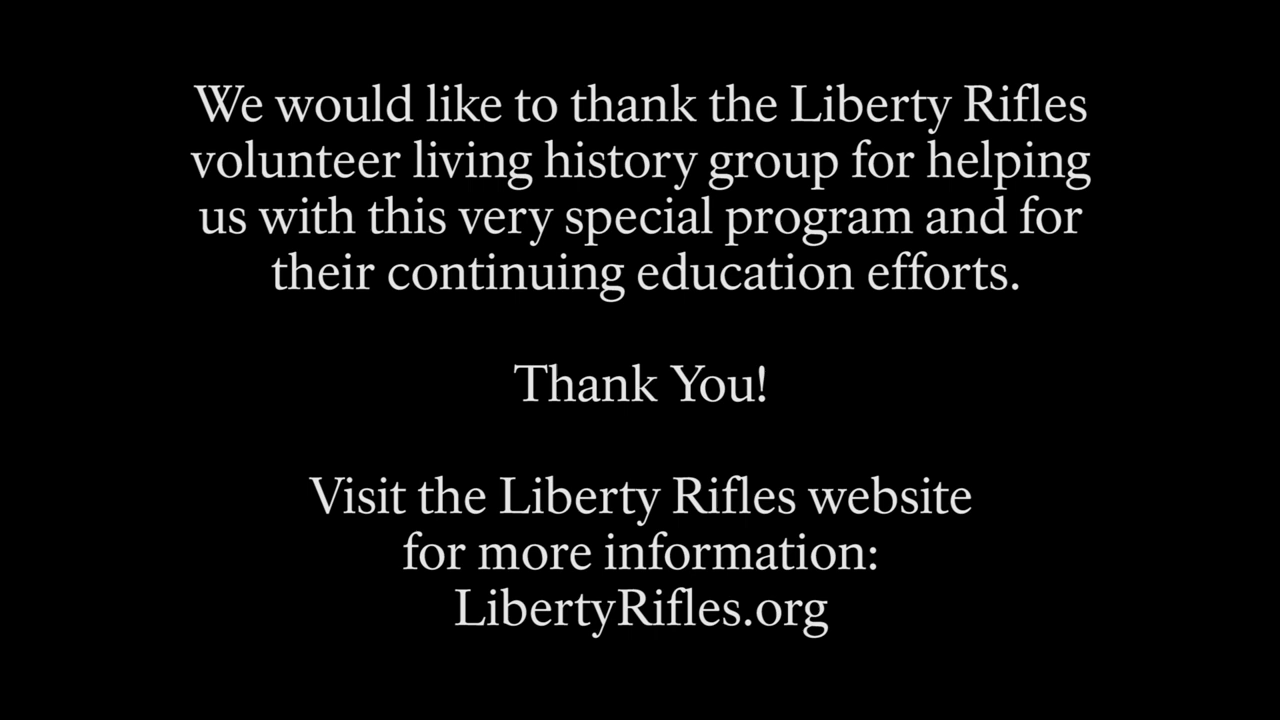 We would like to thank the Liberty Rifles
volunteer living history group for helping
us with this very special program and for
their continuing education efforts.
Thank You!
Visit the Liberty Rifles website
for more information:
LibertyRifles.org